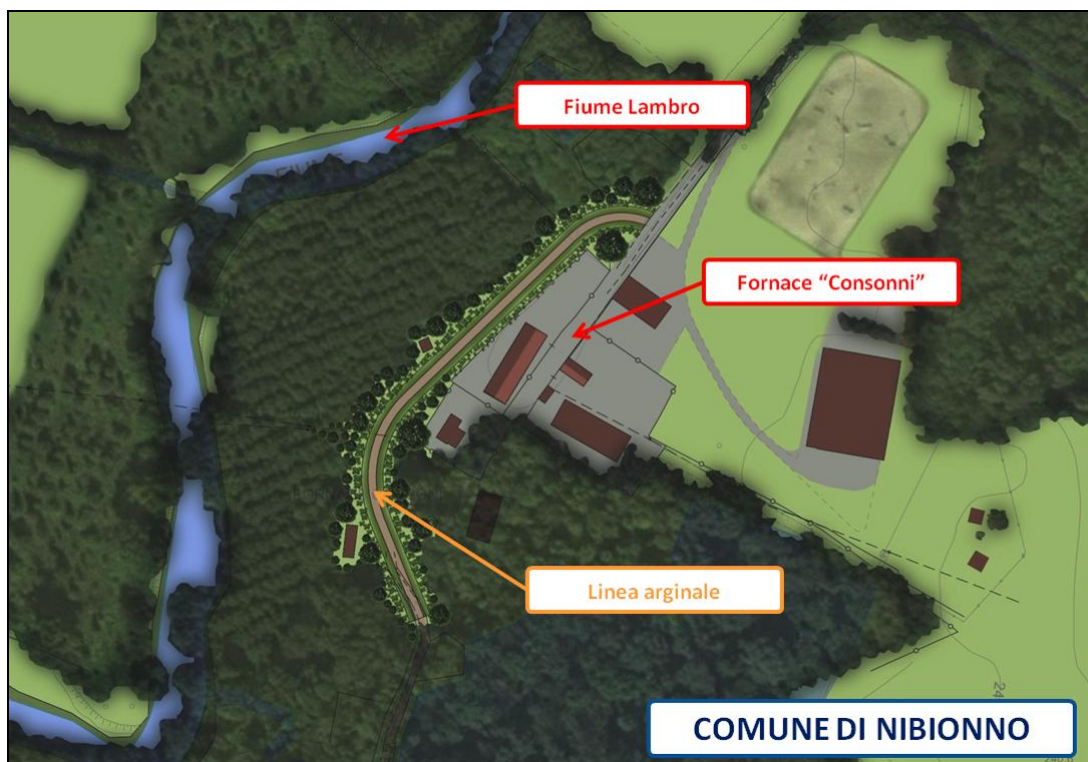 Fiume Lambro
Fornace “Consonni”
Linea arginale
COMUNE DI NIBIONNO